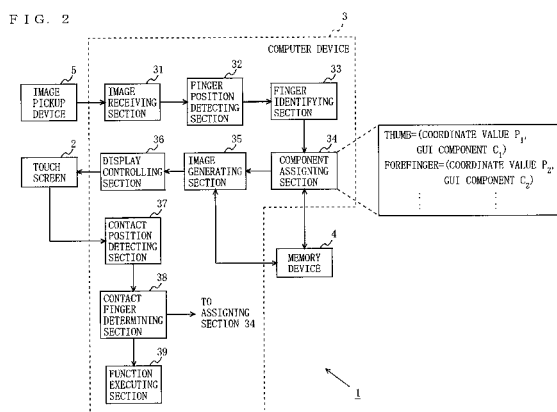 FIG. 2
3
COMPUTER DEVICE
5
IMAGE
PICKUP
DEVICE
31
IMAGE
RECEIVING
SECTION
32
FINGER
POSITION
DETECTING
SECTION
33
FINGER
IDENTIFYING
SECTION
2
TOUCH
SCREEN
36
DISPLAY
CONTROLLING
SECTION
35
IMAGE
GENERATING
SECTION
34
COMPONENT
ASSIGNING
SECTION
THUMB=(COORDINATE VALUE P1,
GUI COMPONENT C1)
FOREFINGER=(COORDINATE VALUE P2,
GUI COMPONENT C2)
37
CONTACT
POSITION
DETECTING
SECTION
4
MEMORY
DEVICE
38
CONTACT
FINGER
DETERMINING
SECTION
TO
ASSIGNING
SECTION 34
39
FUNCTION
EXECUTING
SECTION
1